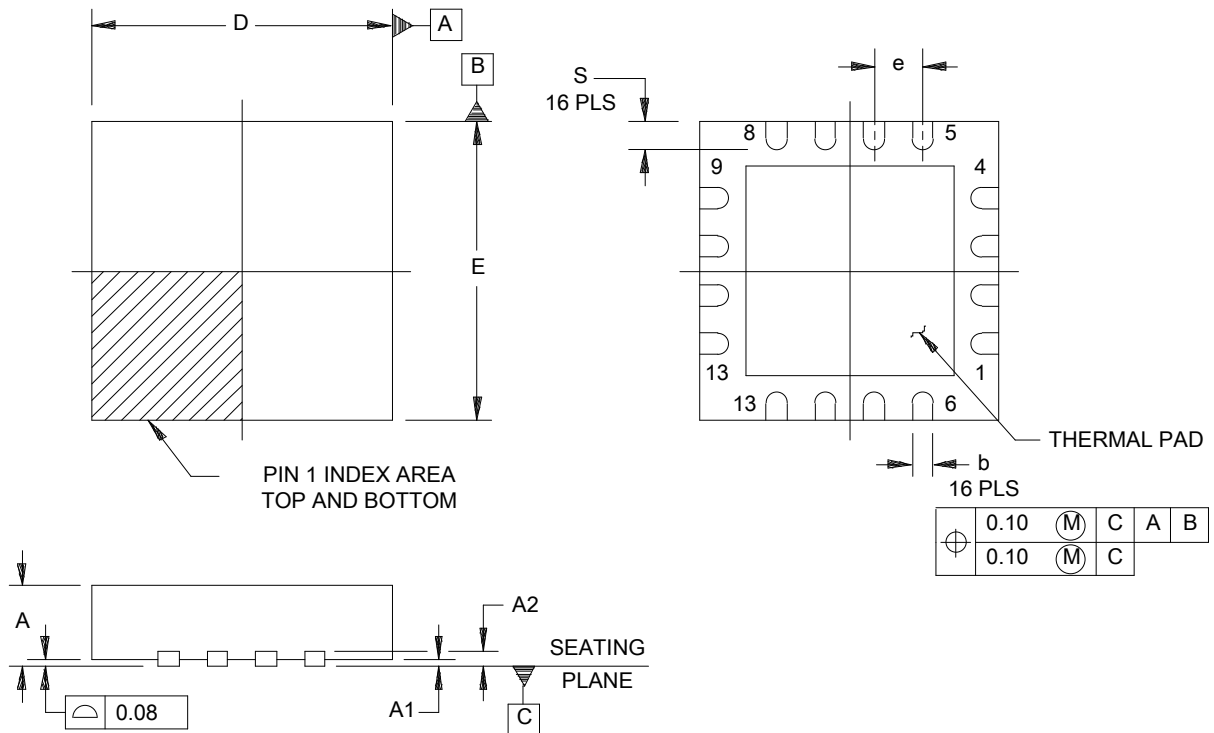 D
A
B
E
PIN 1 INDEX AREA
TOP AND BOTTOM
S
16 PLS
e
8
5
9
4
13
1
13
6
THERMAL PAD
b
16 PLS
0.10 M C A B
0.10 M C
A
A2
SEATING
PLANE
A1
C
0.08